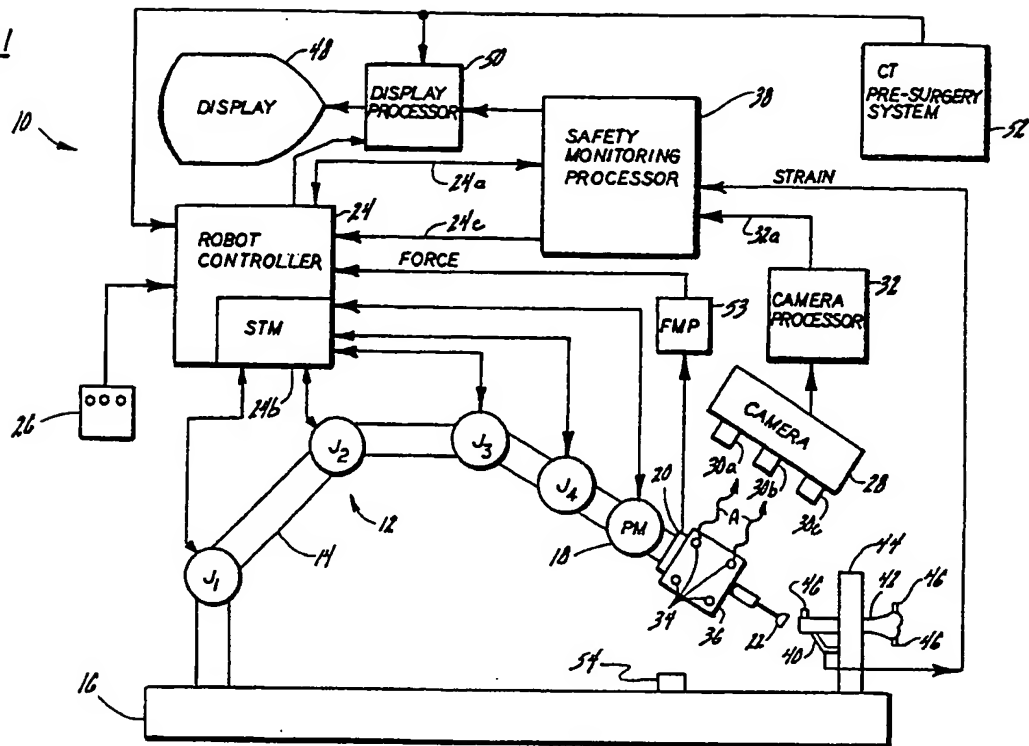 1
48
50
DISPLAY
DISPLAY
PROCESSOR
CT
PRE-SURGERY
SYSTEM
52
10
38
SAFETY
MONITORING
PROCESSOR
24a
STRAIN
24
24c
32a
ROBOT
CONTROLLER
FORCE
32
53
CAMERA
PROCESSOR
STM
FMP
26
24b
CAMERA
J2
J3
30a
30b
28
J4
20
30c
12
A
PM
44
18
14
46
42
46
J1
34
36
22
40
46
54
16